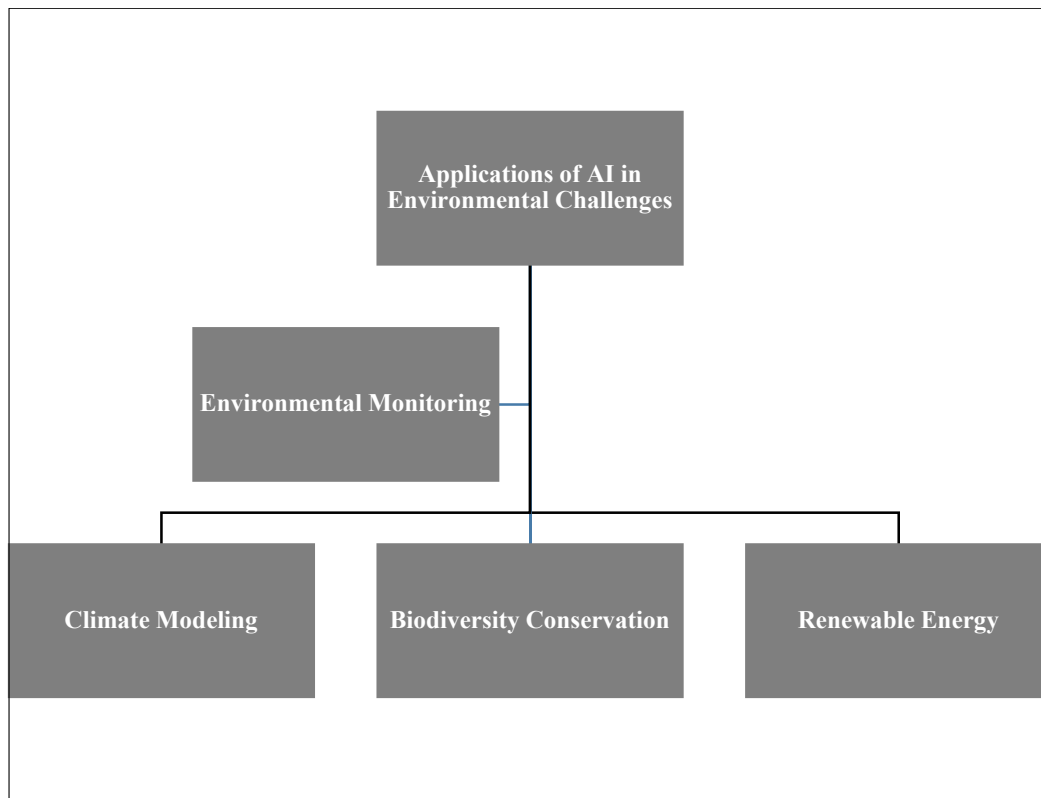 Applications of AI in
Environmental Challenges
Environmental Monitoring
Climate Modeling
Biodiversity Conservation
Renewable Energy